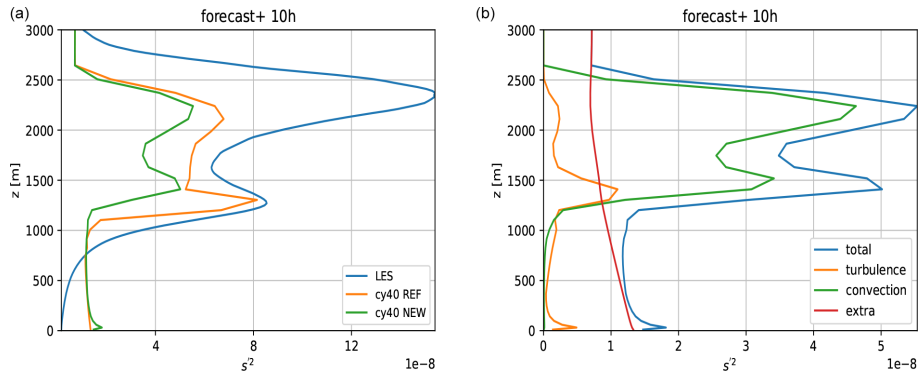 (a)
forecast+ 10h
3000
2500
2000
1500
1000
500
0
z [m]
4
8
12
1e−8
s′2
LES
cy40 REF
cy40 NEW
(b)
forecast+ 10h
3000
2500
2000
1500
1000
500
0
z [m]
0
1
2
3
4
5
1e−8
s′2
total
turbulence
convection
extra